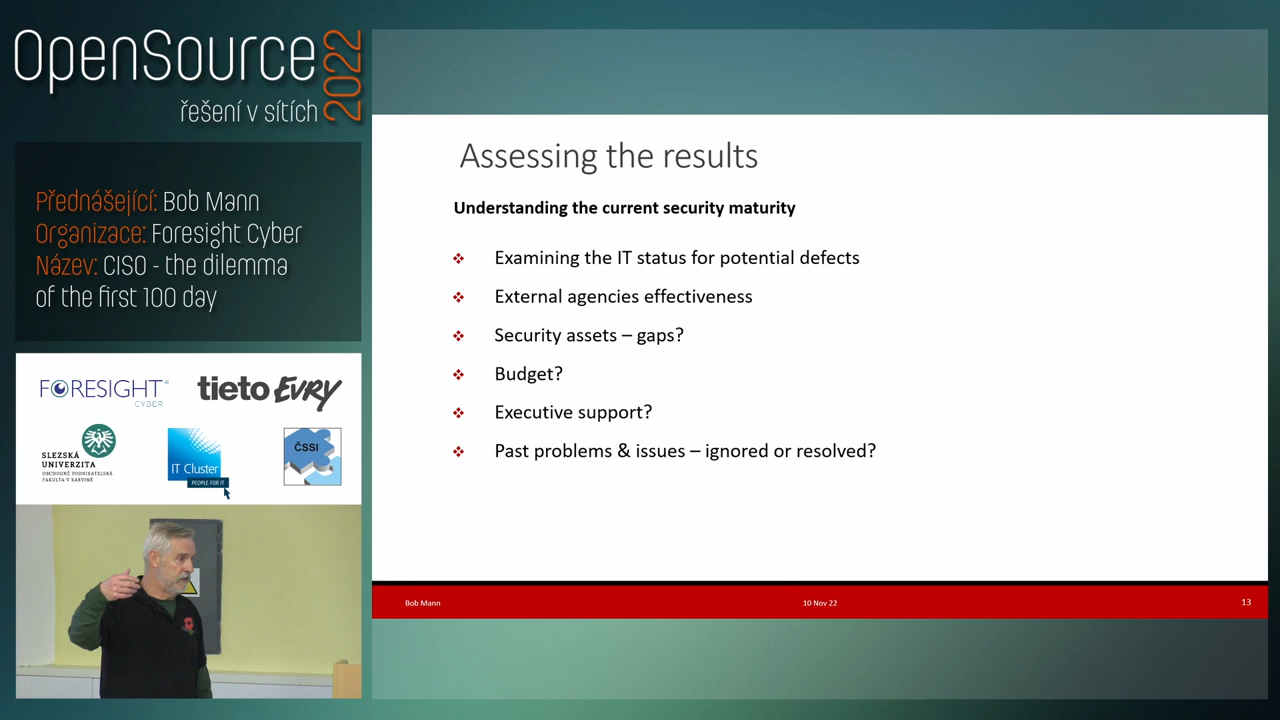 OpenSource
2022
řešení v sítích
Přednášející: Bob Mann
Organizace: Foresight Cyber
Název: CISO - the dilemma
of the first 100 day
FORESIGHT®
CYBER
tieto EVRY
SLEZSKÁ
UNIVERZITA
OBCHODNĚ PODNIKATELSKÁ
FAKULTA V KARVINÉ
IT Cluster
PEOPLE FOR IT
ČSSI
Assessing the results
Understanding the current security maturity
Examining the IT status for potential defects
External agencies effectiveness
Security assets – gaps?
Budget?
Executive support?
Past problems & issues – ignored or resolved?
Bob Mann
10 Nov 22
13